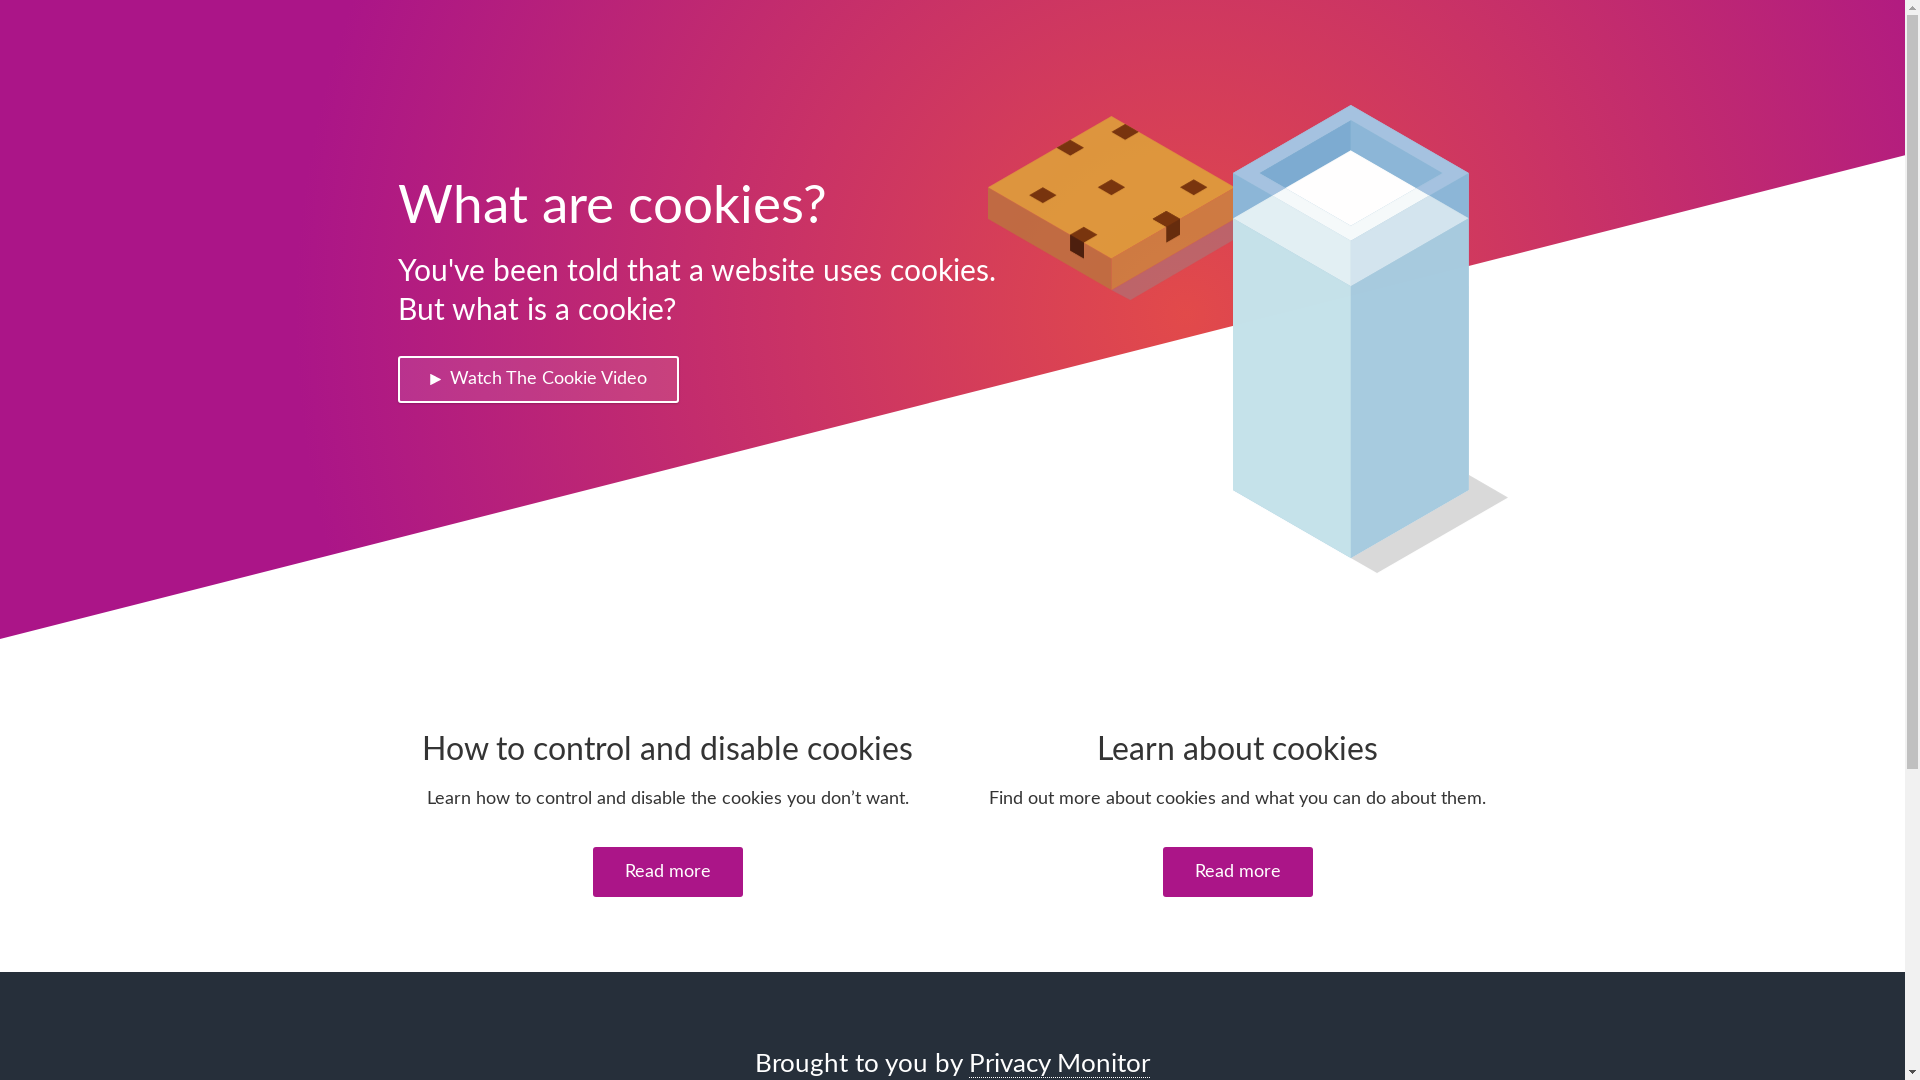 What are cookies?
You've been told that a website uses cookies.
But what is a cookie?
▶ Watch The Cookie Video
How to control and disable cookies
Learn how to control and disable the cookies you don’t want.
Read more
Learn about cookies
Find out more about cookies and what you can do about them.
Read more
Brought to you by Privacy Monitor